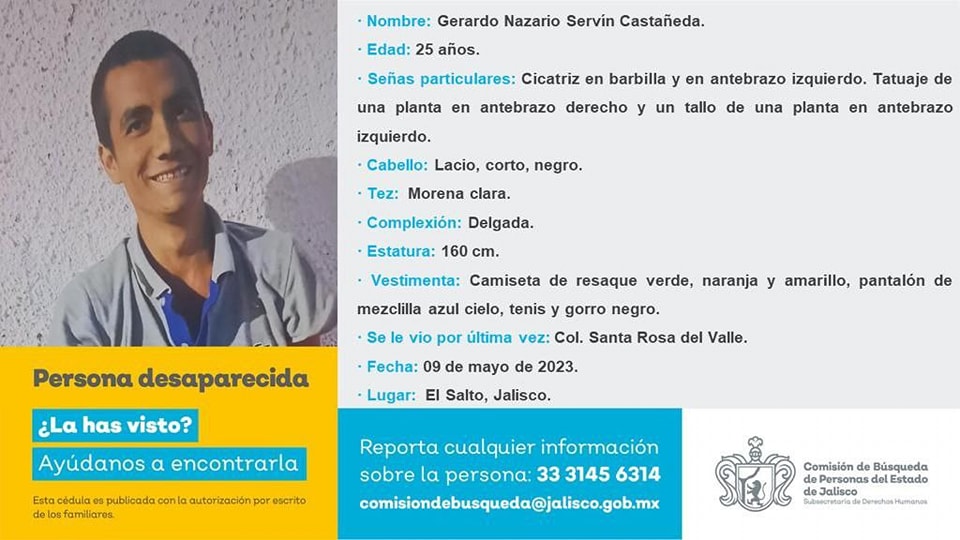 · Nombre: Gerardo Nazario Servín Castañeda.
· Edad: 25 años.
· Señas particulares: Cicatriz en barbilla y en antebrazo izquierdo. Tatuaje de
una planta en antebrazo derecho y un tallo de una planta en antebrazo
izquierdo.
· Cabello: Lacio, corto, negro.
· Tez: Morena clara.
· Complexión: Delgada.
· Estatura: 160 cm.
· Vestimenta: Camiseta de resaque verde, naranja y amarillo, pantalón de
mezclilla azul cielo, tenis y gorro negro.
· Se le vio por última vez: Col. Santa Rosa del Valle.
· Fecha: 09 de mayo de 2023.
· Lugar: El Salto, Jalisco.
Persona desaparecida
¿La has visto?
Ayúdanos a encontrarla
Esta cédula es publicada con la autorización por escrito
de los familiares.
Reporta cualquier información
sobre la persona: 33 3145 6314
comisiondebusqueda@jalisco.gob.mx
Comisión de Búsqueda
de Personas del Estado
de Jalisco
Subsecretaría de Derechos Humanos